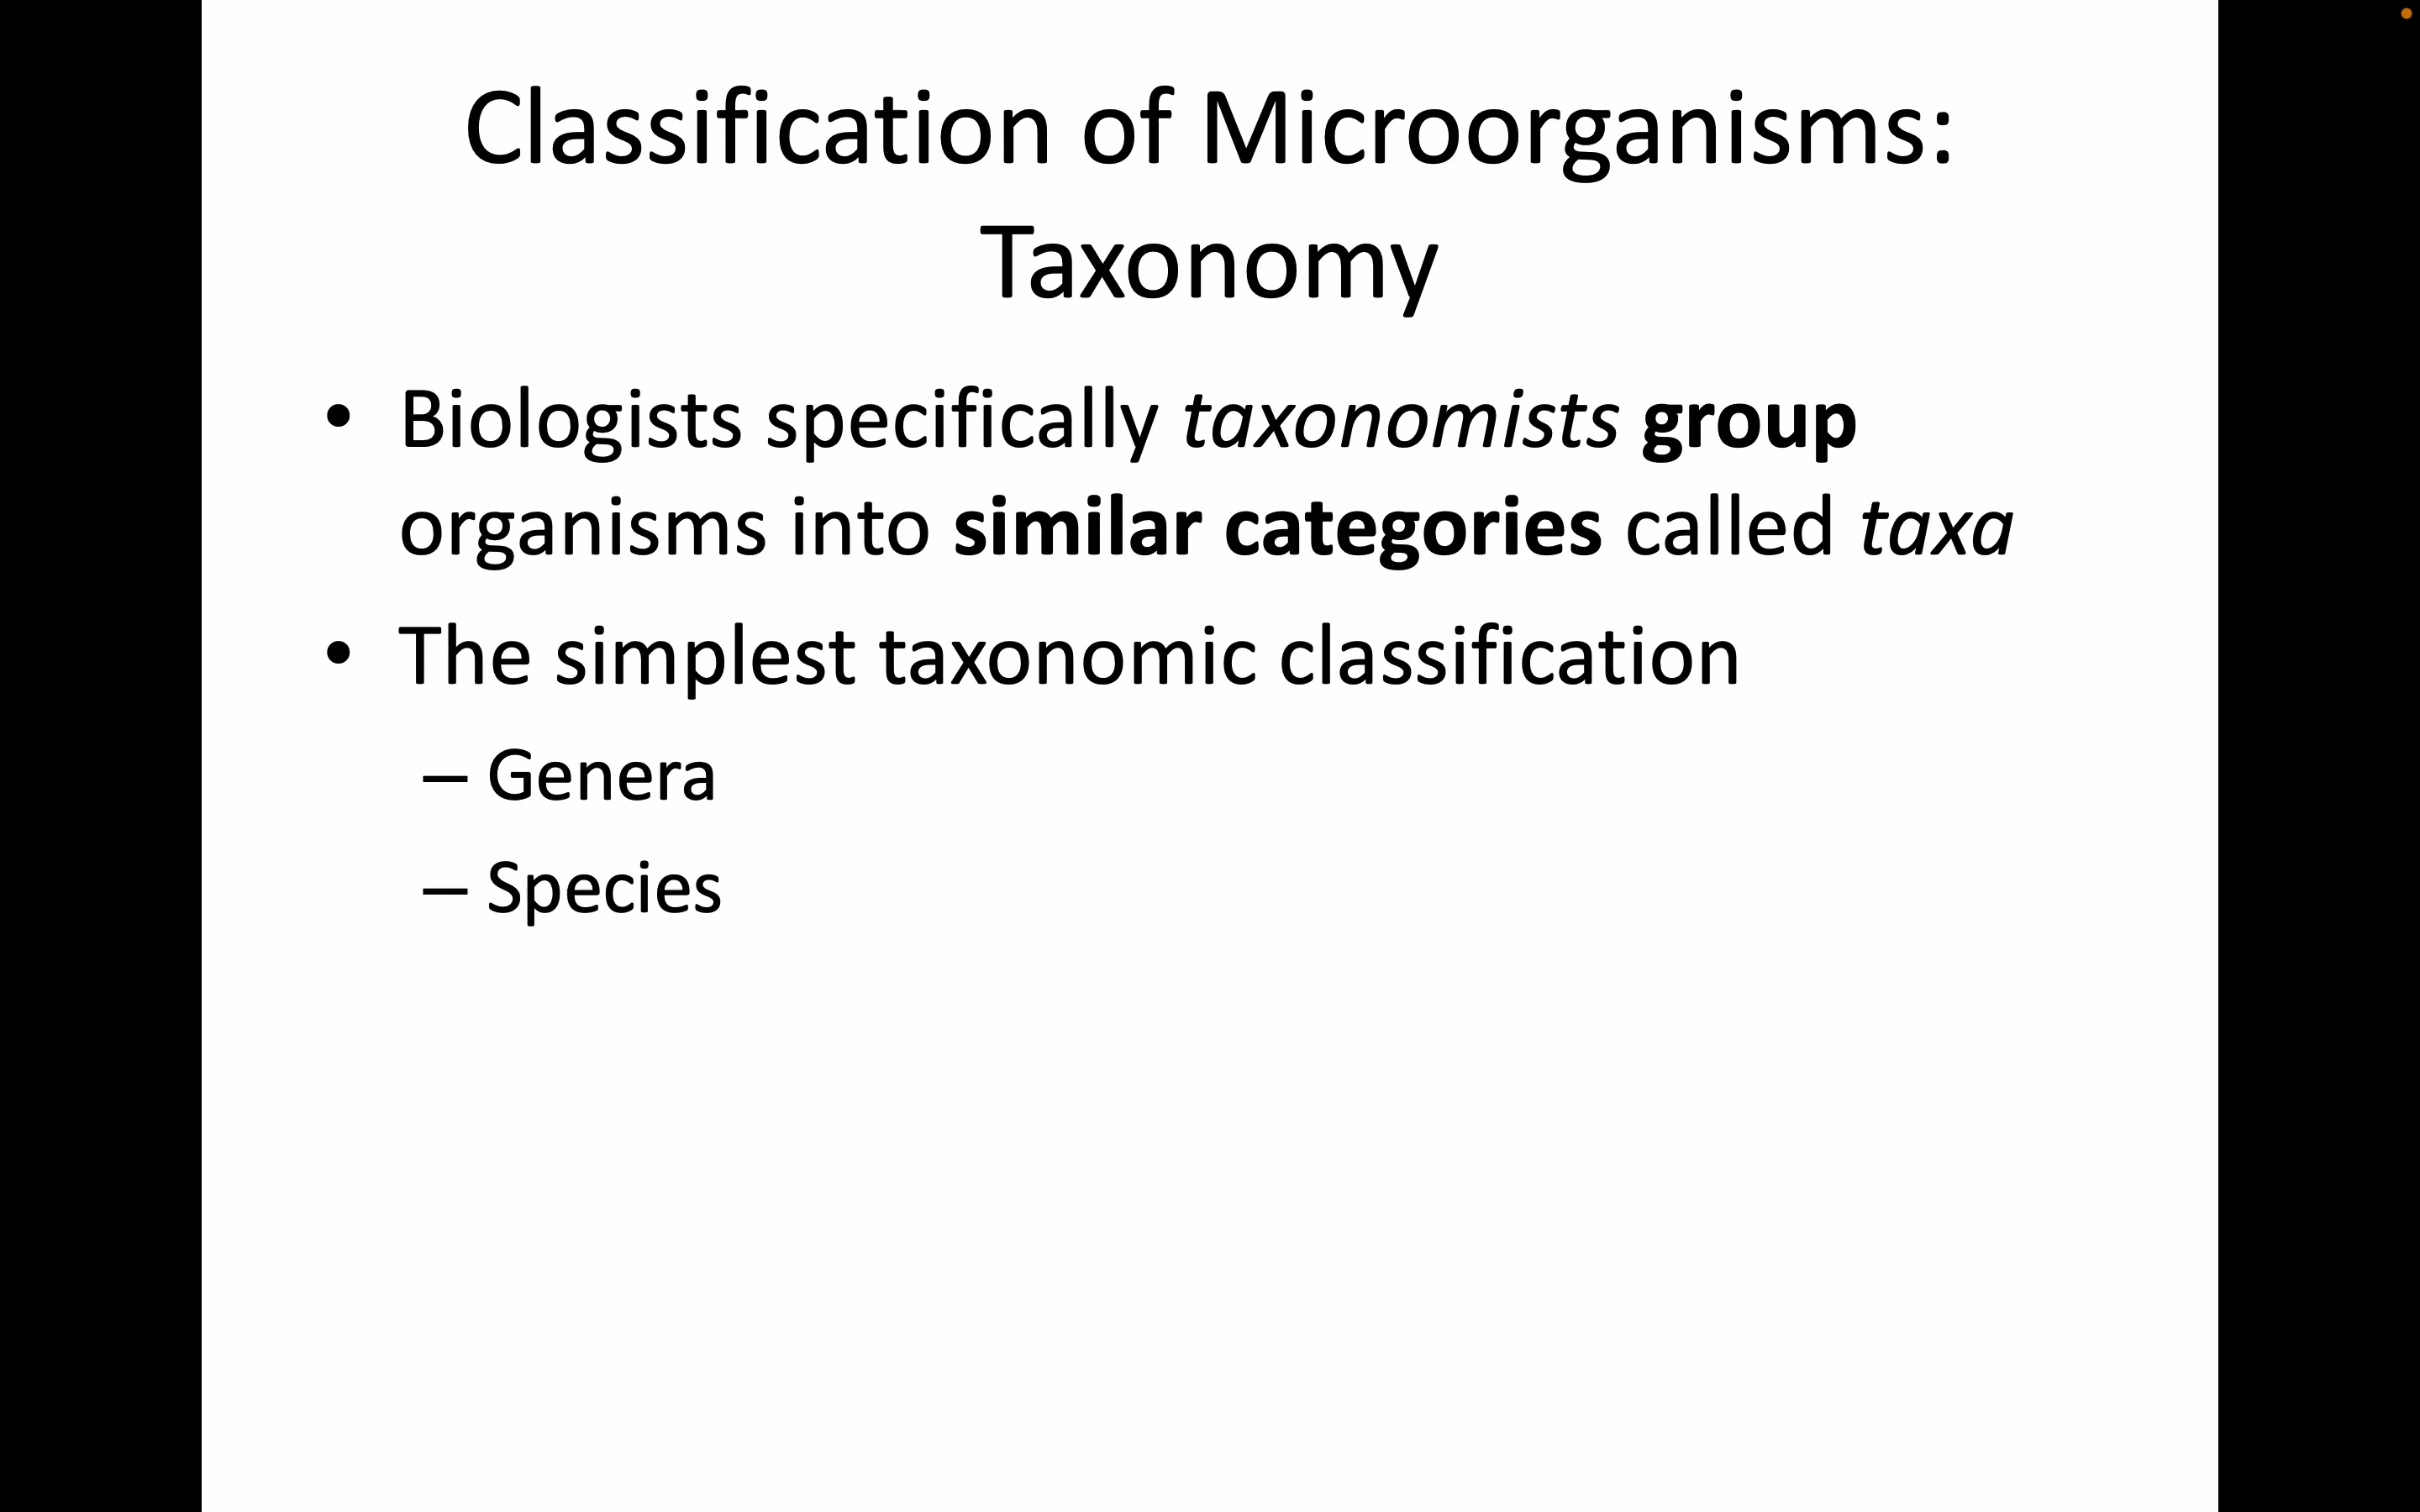 Classification of Microorganisms:
Taxonomy
• Biologists specifically taxonomists group
organisms into similar categories called taxa
• The simplest taxonomic classification
– Genera
– Species